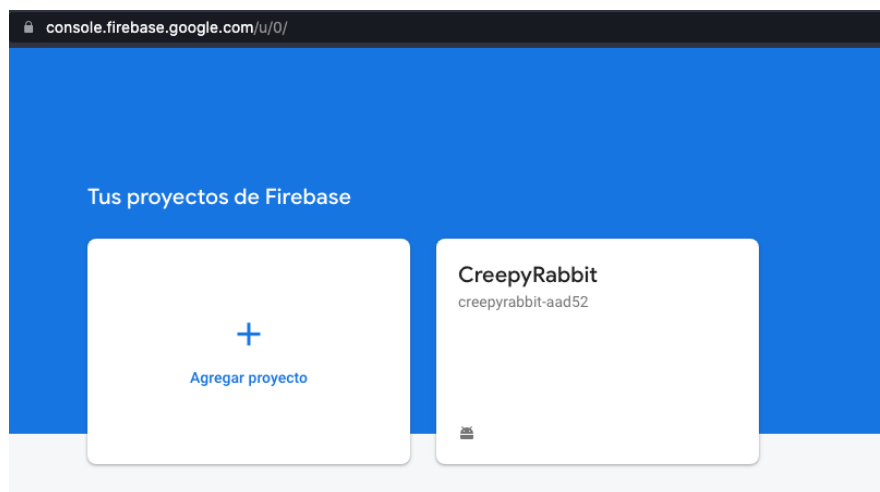 console.firebase.google.com/u/0/
Tus proyectos de Firebase
Agregar proyecto
CreepyRabbit
creepyrabbit-aad52